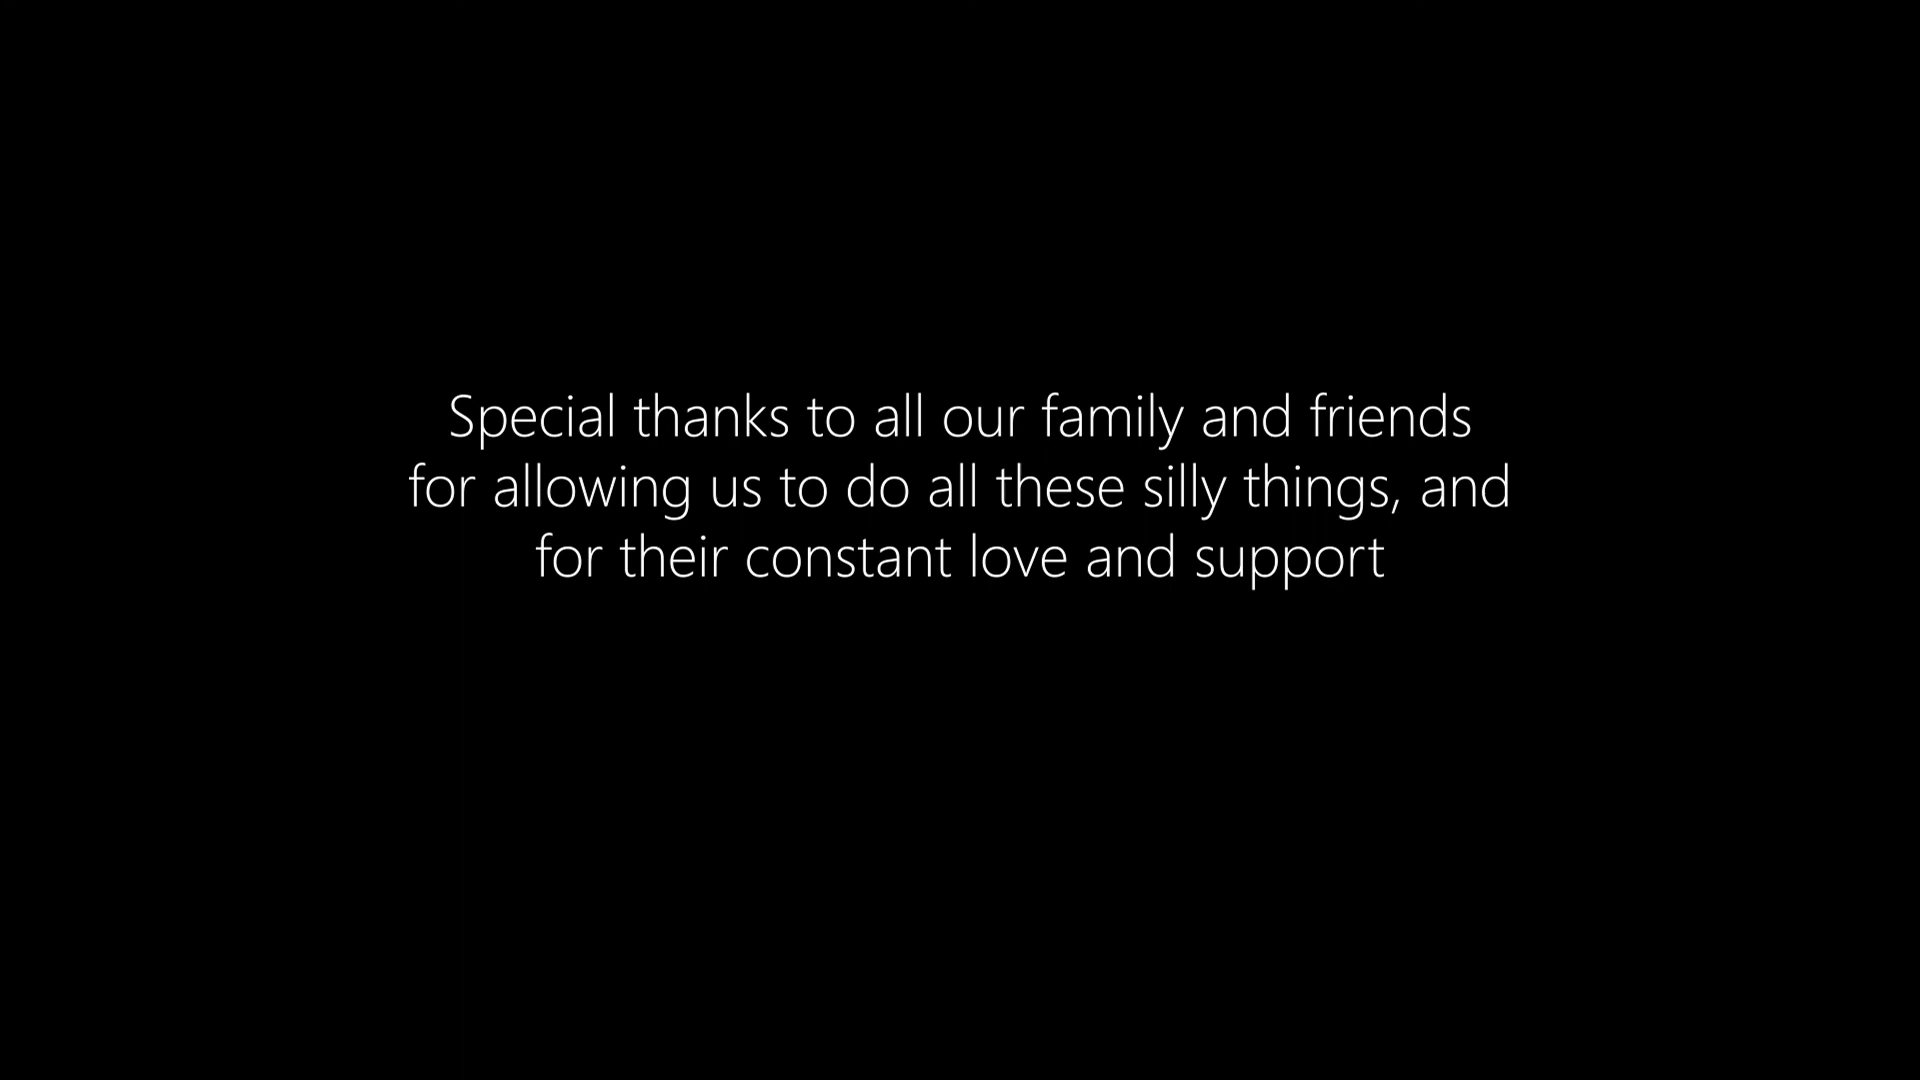 Special thanks to all our family and friends
for allowing us to do all these silly things, and
for their constant love and support